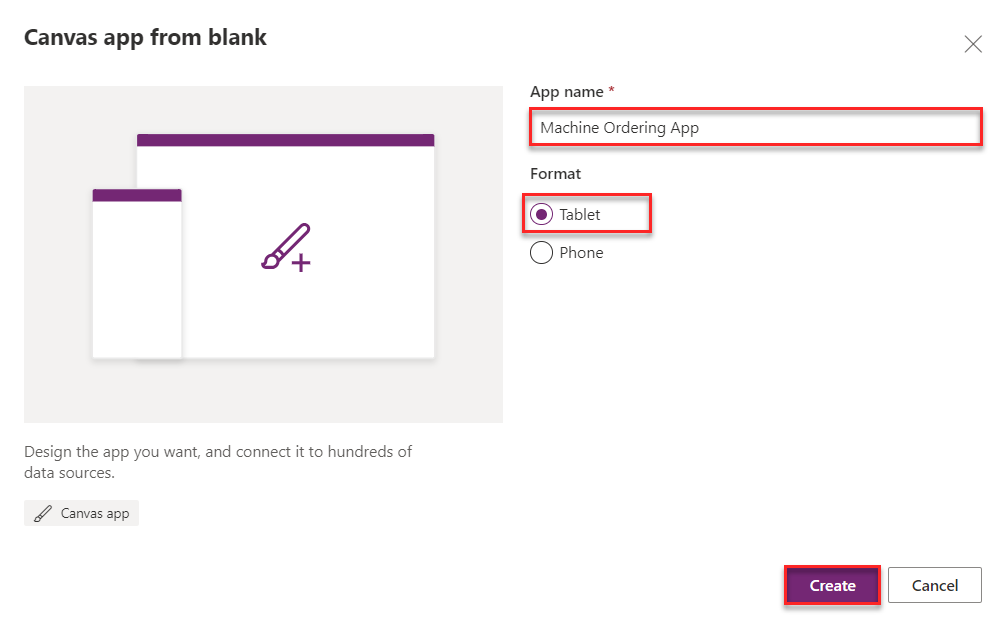 Canvas app from blank
App name *
Machine Ordering App
Format
Tablet
Phone
Design the app you want, and connect it to hundreds of
data sources.
Canvas app
Create
Cancel